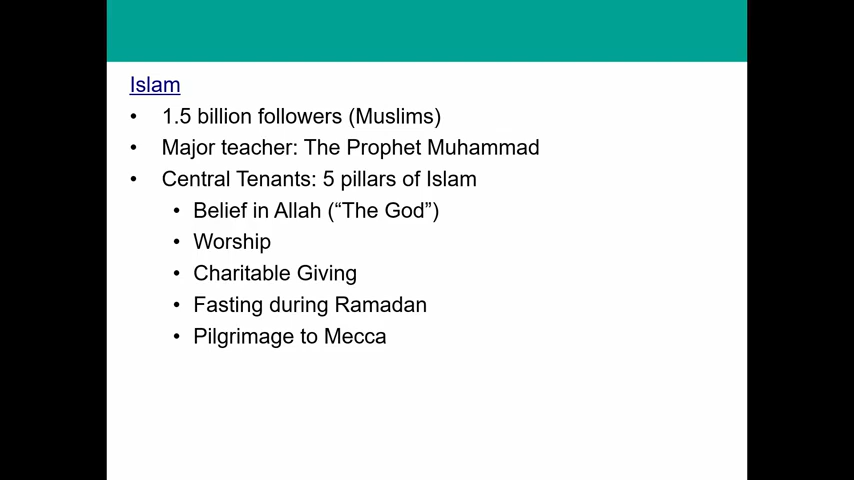 Islam
• 1.5 billion followers (Muslims)
• Major teacher: The Prophet Muhammad
• Central Tenants: 5 pillars of Islam
• Belief in Allah (“The God”)
• Worship
• Charitable Giving
• Fasting during Ramadan
• Pilgrimage to Mecca